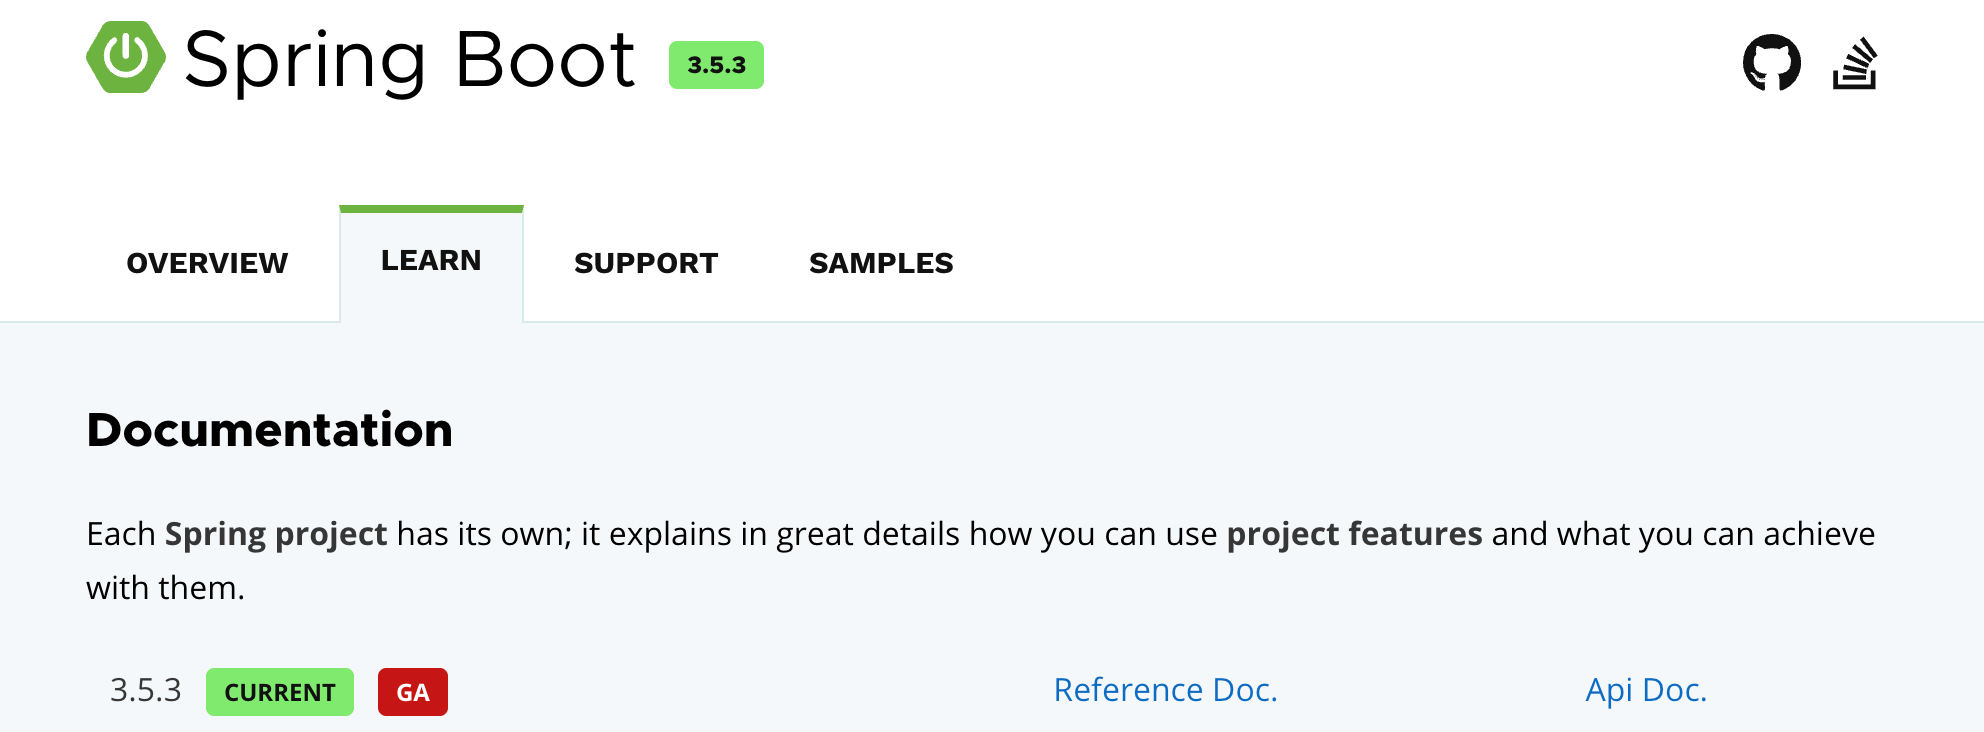 Spring Boot 3.5.3
OVERVIEW LEARN SUPPORT SAMPLES
Documentation
Each Spring project has its own; it explains in great details how you can use project features and what you can achieve
with them.
3.5.3 CURRENT GA Reference Doc. Api Doc.